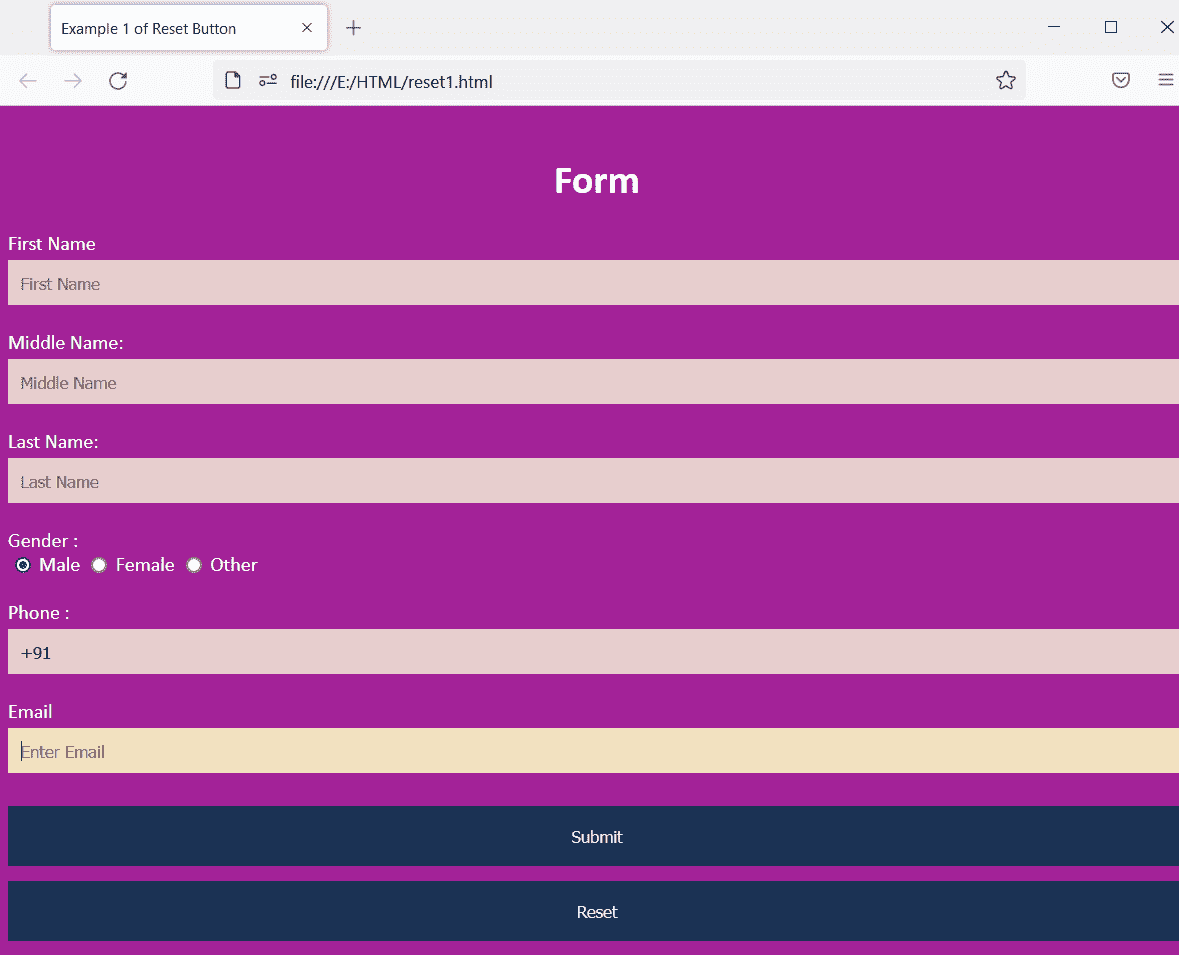 Example 1 of Reset Button
file:///E:/HTML/reset1.html
Form
First Name
First Name
Middle Name:
Middle Name
Last Name:
Last Name
Gender :
Male Female Other
Phone :
+91
Email
Enter Email
Submit
Reset